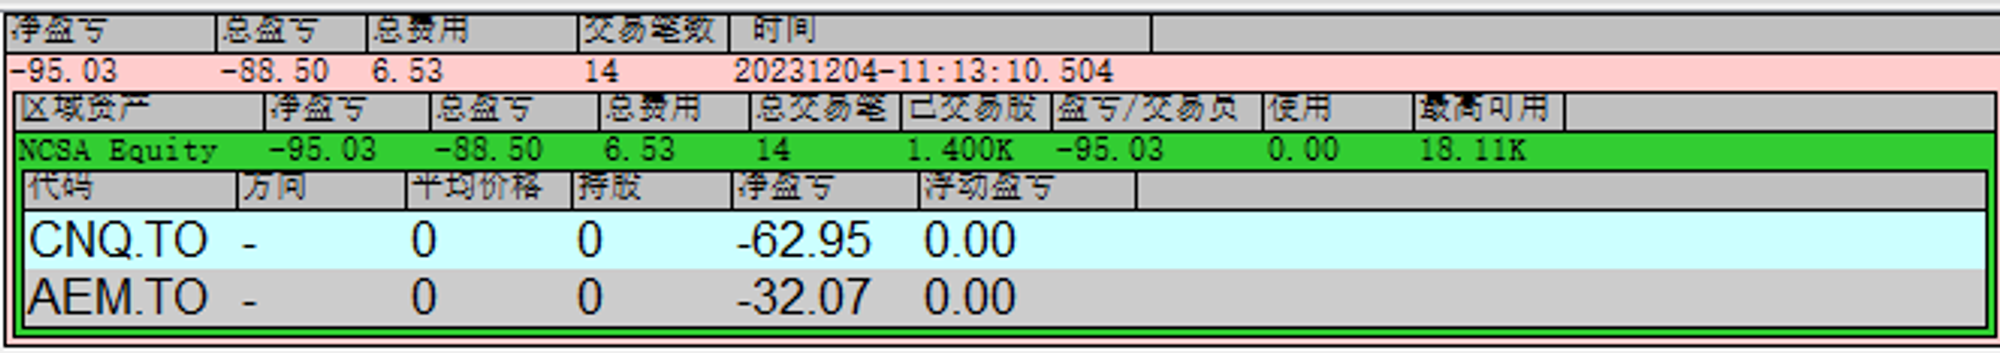 净盈亏 总盈亏 总费用 交易笔数 时间
-95.03 -88.50 6.53 14 20231204-11:13:10.504
区域资产 净盈亏 总盈亏 总费用 总交易笔 已交易股 盈亏/交易员 使用 最高可用
NCSA Equity -95.03 -88.50 6.53 14 1.400K -95.03 0.00 18.11K
代码 方向 平均价格 持股 净盈亏 浮动盈亏
CNQ.TO - 0 0 -62.95 0.00
AEM.TO - 0 0 -32.07 0.00